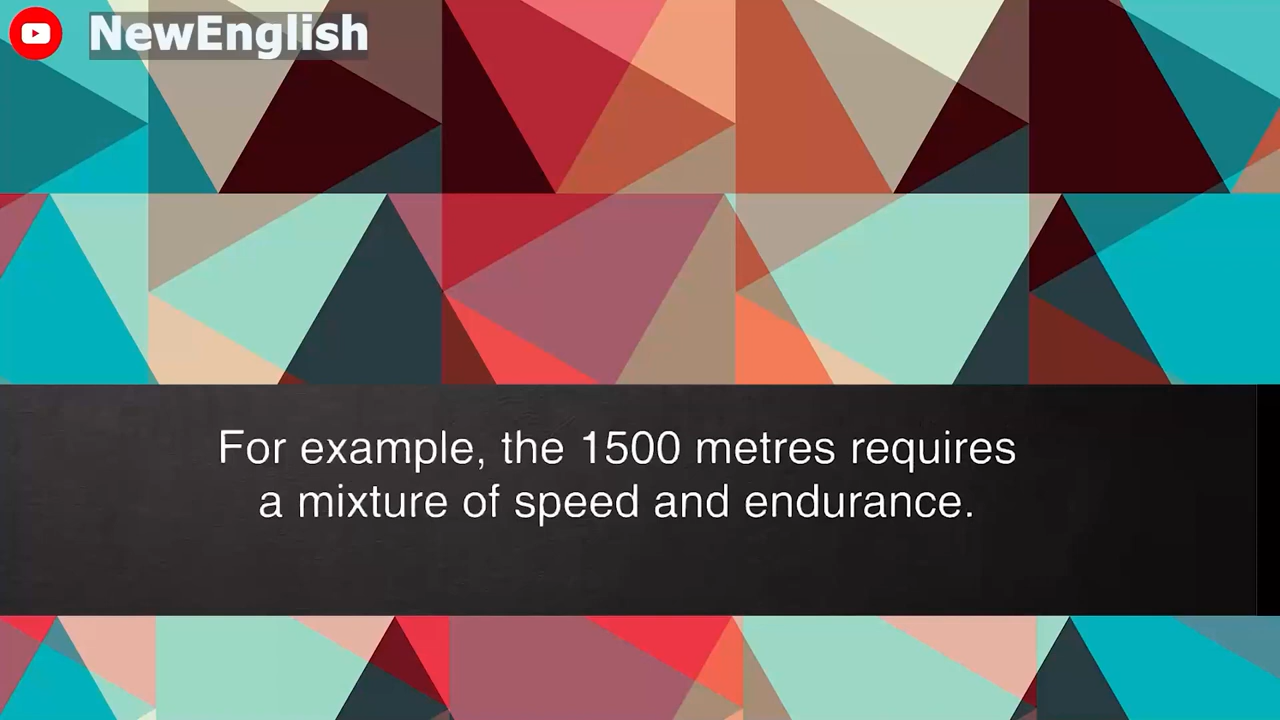 NewEnglish
For example, the 1500 metres requires
a mixture of speed and endurance.